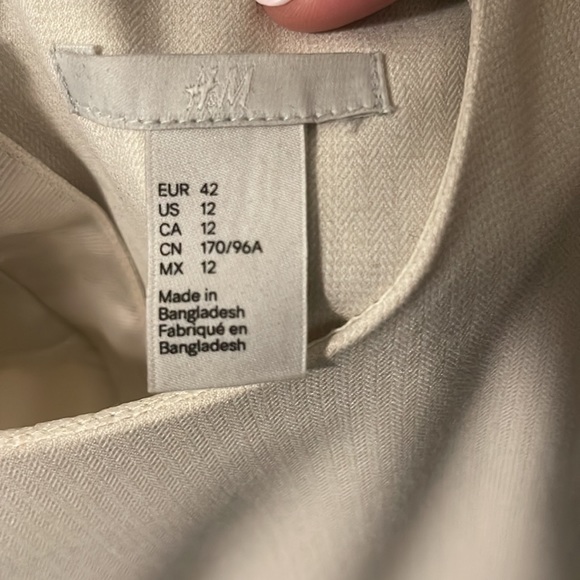 H&M
EUR 42
US 12
CA 12
CN 170/96A
MX 12
Made in
Bangladesh
Fabriqué en
Bangladesh